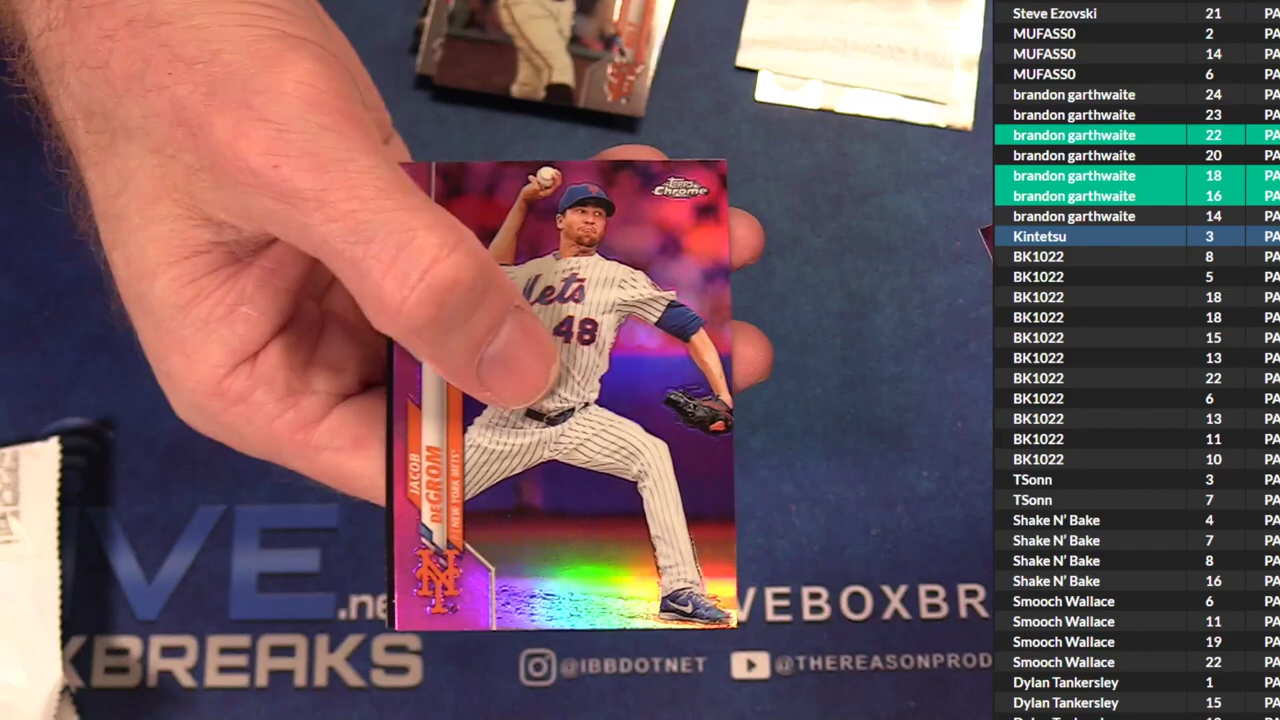 Topps
Chrome
Mets
48
JACOB
DEGROM
NEW YORK METS
NY
VE
.ne
XBREAKS
VEBOXBR
@IBBDOTNET
@THEREASONPROD
Steve Ezovski 21 PA
MUFASS0 2 PA
MUFASS0 14 PA
MUFASS0 6 PA
brandon garthwaite 24 PA
brandon garthwaite 23 PA
brandon garthwaite 22 PA
brandon garthwaite 20 PA
brandon garthwaite 18 PA
brandon garthwaite 16 PA
brandon garthwaite 14 PA
Kintetsu 3 PA
BK1022 8 PA
BK1022 5 PA
BK1022 18 PA
BK1022 18 PA
BK1022 15 PA
BK1022 13 PA
BK1022 22 PA
BK1022 6 PA
BK1022 13 PA
BK1022 11 PA
BK1022 10 PA
TSonn 3 PA
TSonn 7 PA
Shake N' Bake 4 PA
Shake N' Bake 7 PA
Shake N' Bake 8 PA
Shake N' Bake 16 PA
Smooch Wallace 6 PA
Smooch Wallace 11 PA
Smooch Wallace 19 PA
Smooch Wallace 22 PA
Dylan Tankersley 1 PA
Dylan Tankersley 15 PA